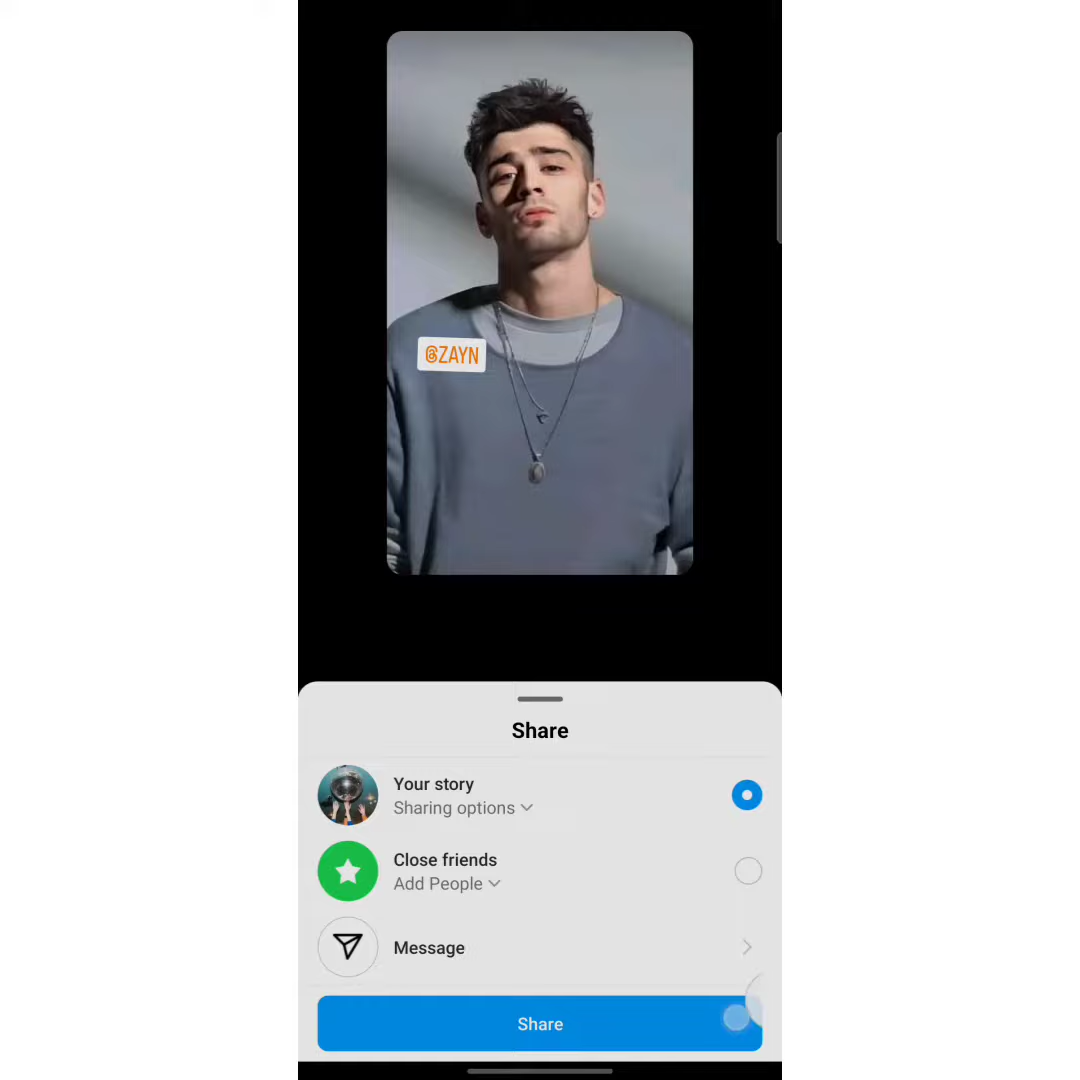 @ZAYN
Share
Your story
Sharing options
Close friends
Add People
Message
Share